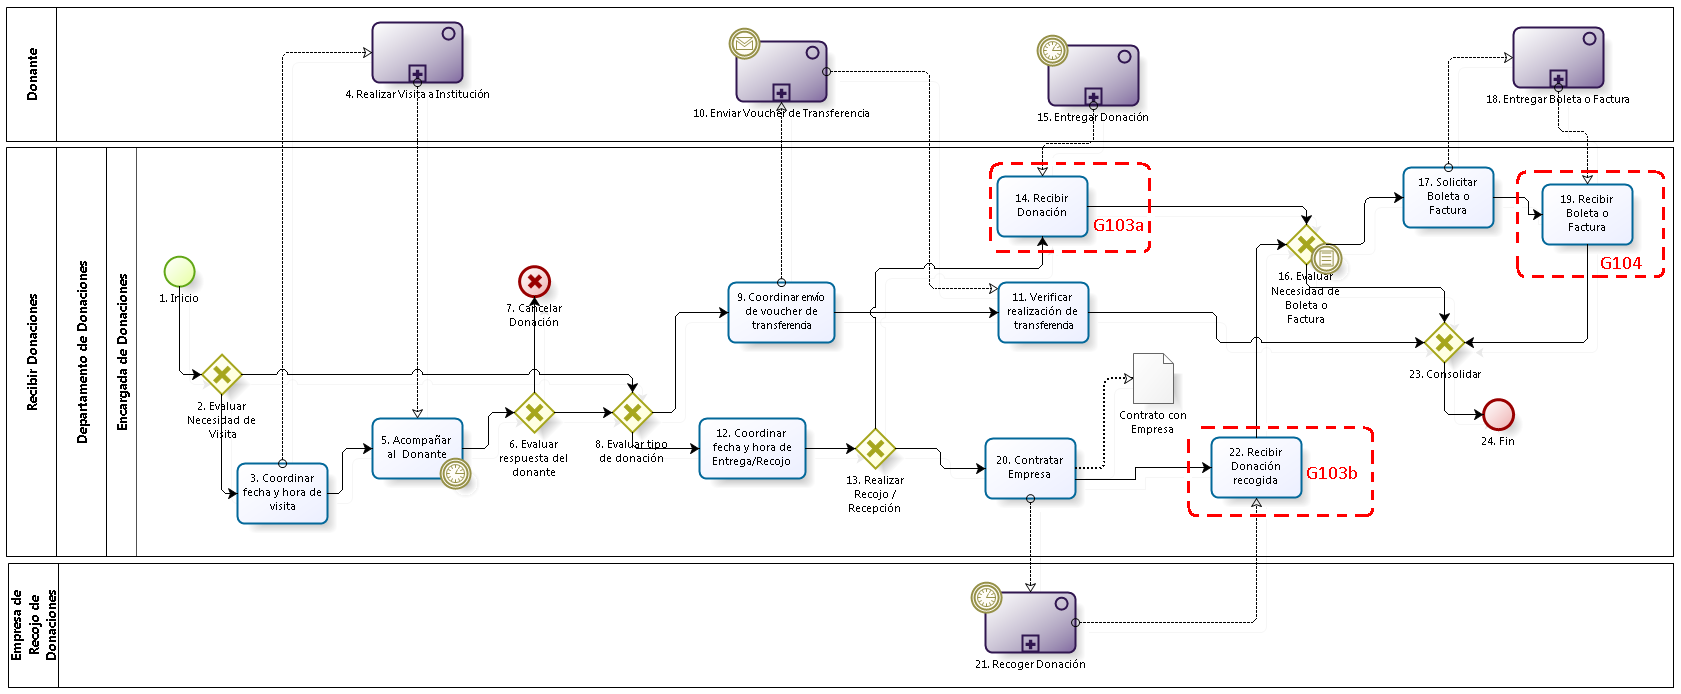 Donante
4. Realizar Visita a Institución
10. Enviar Voucher de Transferencia
15. Entregar Donación
18. Entregar Boleta o Factura
Recibir Donaciones
Departamento de Donaciones
Encargada de Donaciones
1. Inicio
2. Evaluar
Necesidad de
Visita
3. Coordinar
fecha y hora de
visita
5. Acompañar
al Donante
6. Evaluar
respuesta del
donante
7. Cancelar
Donación
8. Evaluar tipo
de donación
9. Coordinar envío
de voucher de
transferencia
11. Verificar
realización de
transferencia
12. Coordinar
fecha y hora de
Entrega/Recojo
13. Realizar
Recojo /
Recepción
14. Recibir
Donación
G103a
16. Evaluar
Necesidad de
Boleta o
Factura
17. Solicitar
Boleta o
Factura
19. Recibir
Boleta o
Factura
G104
20. Contratar
Empresa
Contrato con
Empresa
22. Recibir
Donación
recogida
G103b
23. Consolidar
24. Fin
Empresa de
Recojo de
Donaciones
21. Recoger Donación